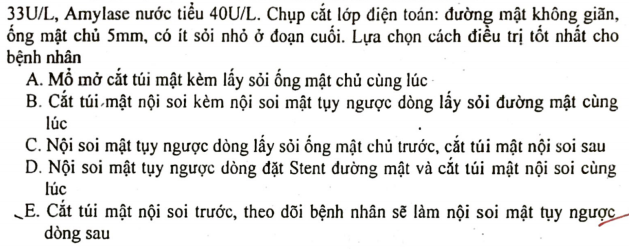 33U/L, Amylase nước tiểu 40U/L. Chụp cắt lớp điện toán: đường mật không giãn,
ống mật chủ 5mm, có ít sỏi nhỏ ở đoạn cuối. Lựa chọn cách điều trị tốt nhất cho
bệnh nhân
A. Mổ mở cắt túi mật kèm lấy sỏi ống mật chủ cùng lúc
B. Cắt túi mật nội soi kèm nội soi mật tụy ngược dòng lấy sỏi đường mật cùng
lúc
C. Nội soi mật tụy ngược dòng lấy sỏi ống mật chủ trước, cắt túi mật nội soi sau
D. Nội soi mật tụy ngược dòng đặt Stent đường mật và cắt túi mật nội soi cùng
lúc
E. Cắt túi mật nội soi trước, theo dõi bệnh nhân sẽ làm nội soi mật tụy ngược
dòng sau